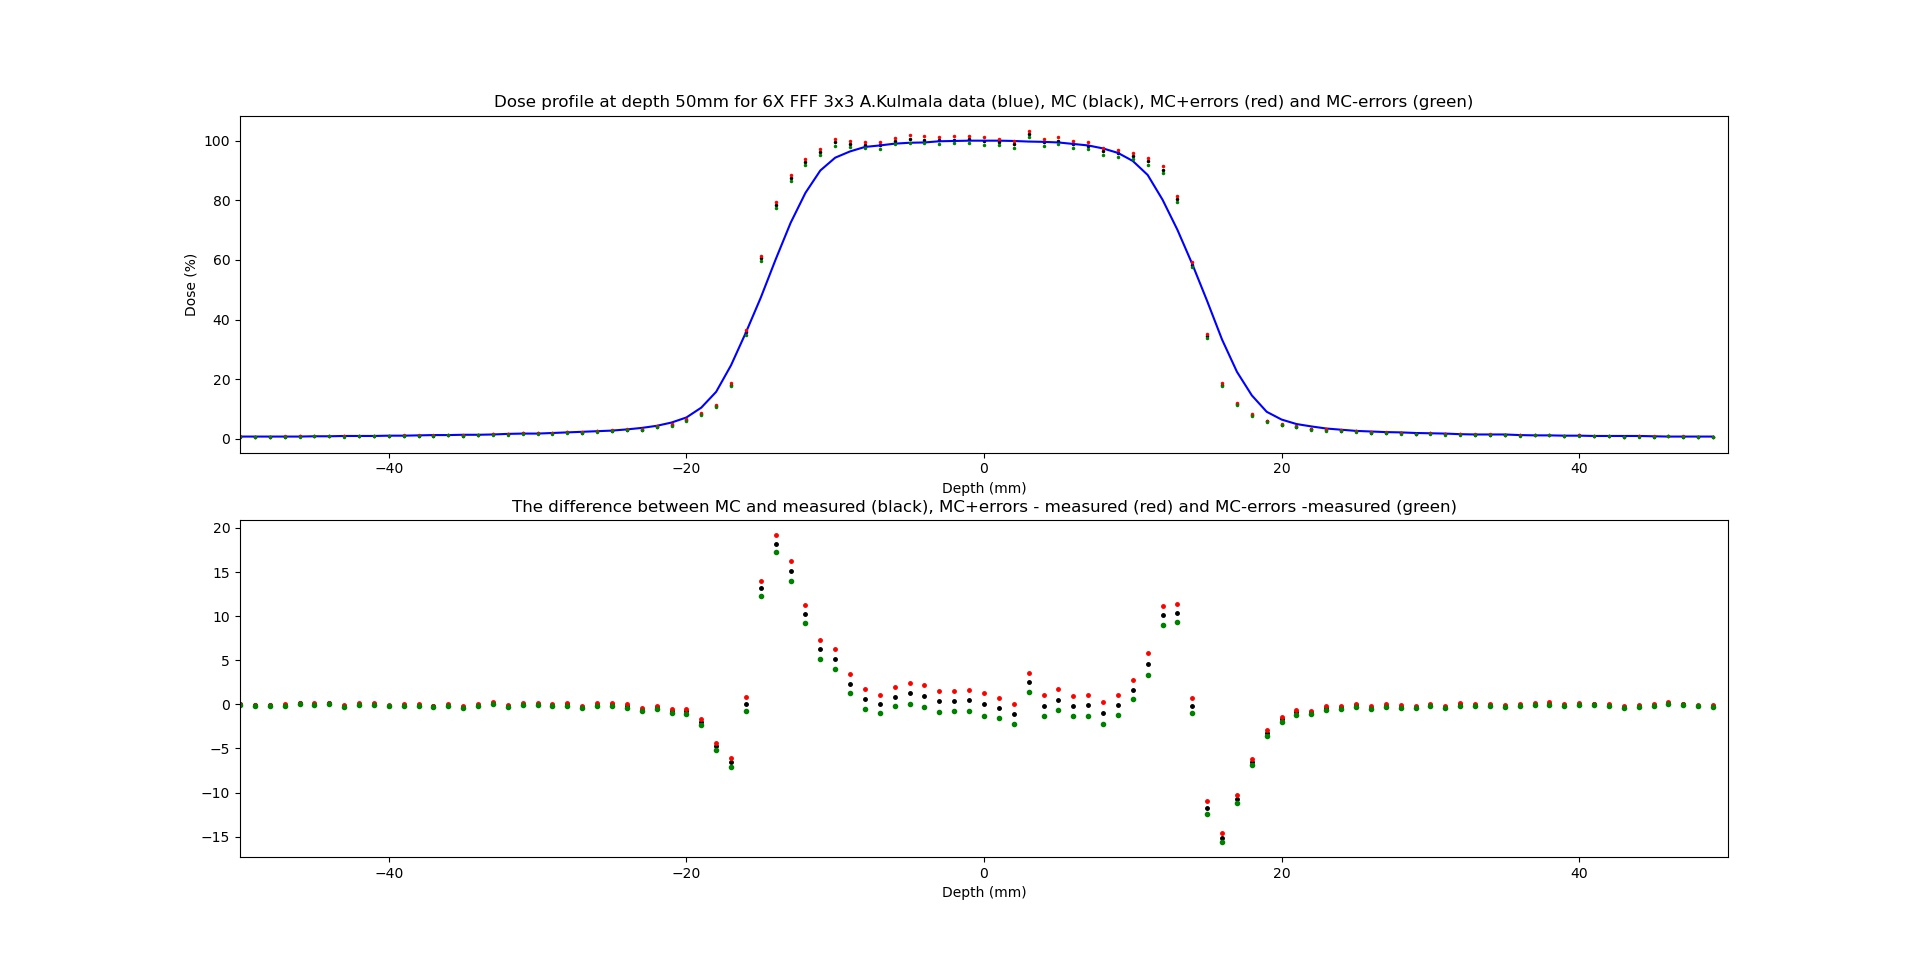 Dose profile at depth 50mm for 6X FFF 3x3 A.Kulmala data (blue), MC (black), MC+errors (red) and MC-errors (green)
100
80
60
40
20
0
Dose (%)
−40 −20 0 20 40
Depth (mm)
The difference between MC and measured (black), MC+errors - measured (red) and MC-errors -measured (green)
20
15
10
5
0
−5
−10
−15
−40 −20 0 20 40
Depth (mm)